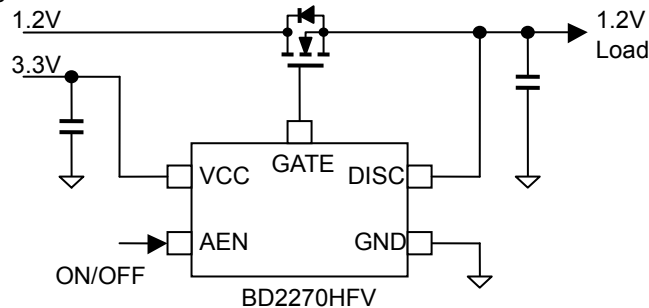 1.2V
1.2V
Load
3.3V
GATE
VCC
DISC
AEN
GND
ON/OFF
BD2270HFV